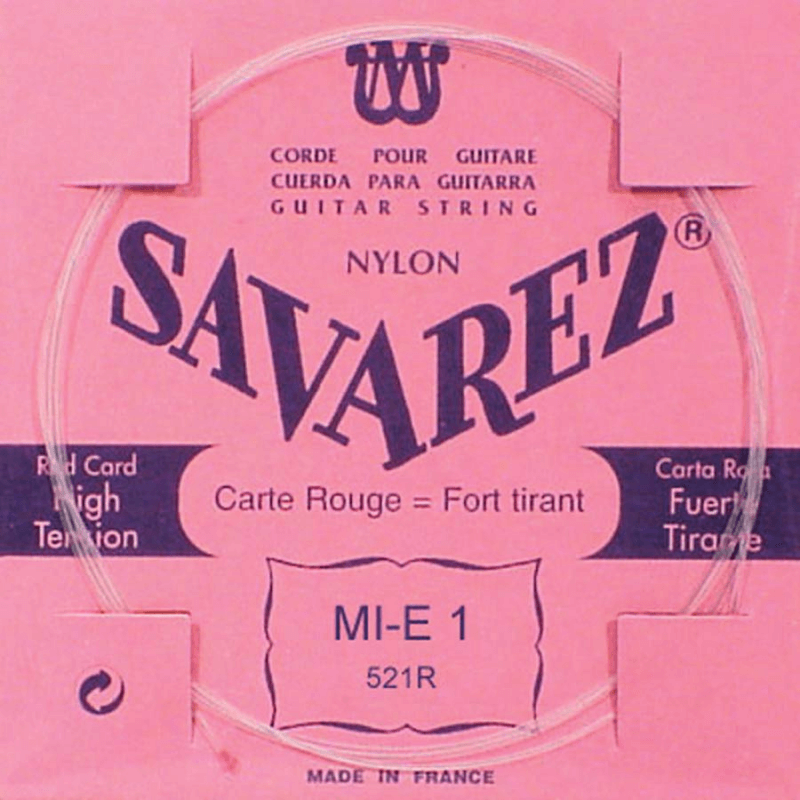 CORDE POUR GUITARE
CUERDA PARA GUITARRA
GUITAR STRING
NYLON
SAVAREZ®
Red Card
High
Tension
Carte Rouge = Fort tirant
Carta Roja
Fuerte
Tirante
MI-E 1
521R
MADE IN FRANCE